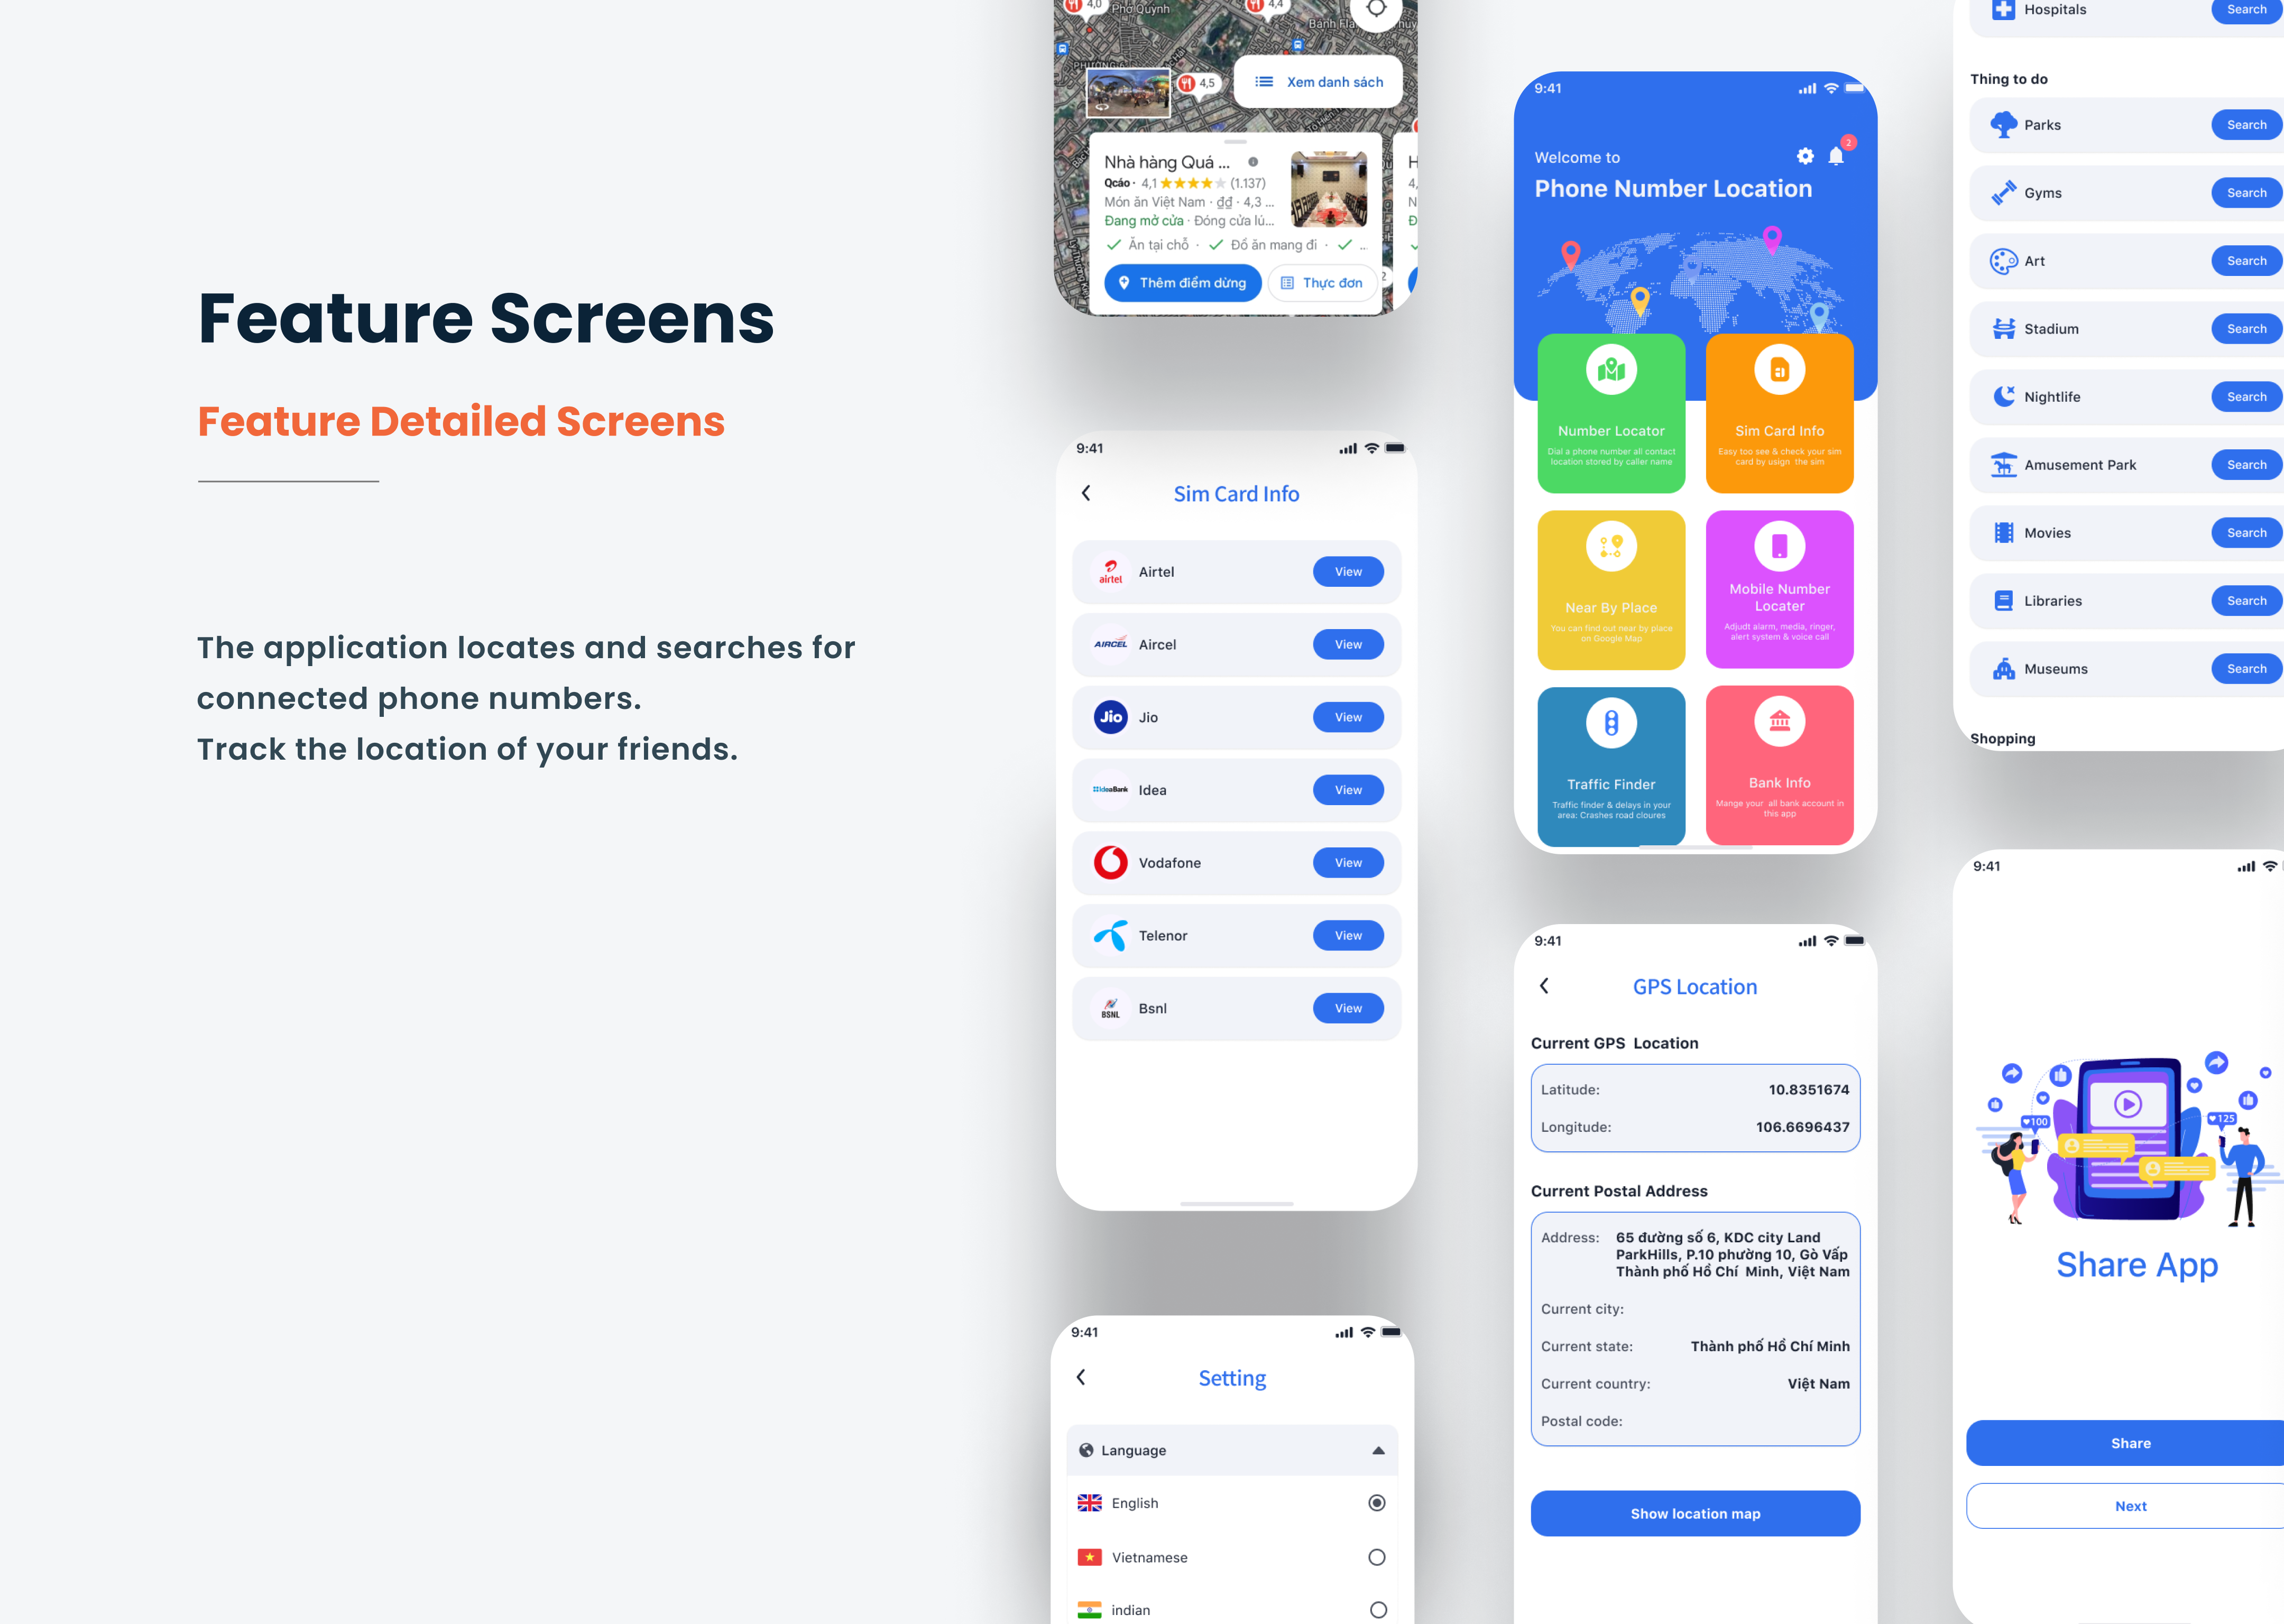 Feature Screens
Feature Detailed Screens
The application locates and searches for
connected phone numbers.
Track the location of your friends.
4,0
Phở Quỳnh
4,4
4,5
Xem danh sách
Nhà hàng Quá ...
Qcáo · 4,1 (1.137)
Món ăn Việt Nam · ₫₫ · 4,3 ...
Đang mở cửa · Đóng cửa lú...
Ăn tại chỗ · Đồ ăn mang đi · ...
Thêm điểm dừng
Thực đơn
9:41
Sim Card Info
airtel
Airtel
View
AIRCEL
Aircel
View
Jio
Jio
View
IdeaBank
Idea
View
Vodafone
View
Telenor
View
BSNL
Bsnl
View
9:41
Setting
Language
English
Vietnamese
indian
9:41
2
Welcome to
Phone Number Location
Number Locator
Dial a phone number all contact
location stored by caller name
Sim Card Info
Easy too see & check your sim
card by usign the sim
Near By Place
You can find out near by place
on Google Map
Mobile Number
Locater
Adjudt alarm, media, ringer,
alert system & voice call
Traffic Finder
Traffic finder & delays in your
area: Crashes road cloures
Bank Info
Mange your all bank account in
this app
9:41
GPS Location
Current GPS Location
Latitude: 10.8351674
Longitude: 106.6696437
Current Postal Address
Address: 65 đường số 6, KDC city Land
ParkHills, P.10 phường 10, Gò Vấp
Thành phố Hồ Chí Minh, Việt Nam
Current city:
Current state: Thành phố Hồ Chí Minh
Current country: Việt Nam
Postal code:
Show location map
Hospitals
Search
Thing to do
Parks
Search
Gyms
Search
Art
Search
Stadium
Search
Nightlife
Search
Amusement Park
Search
Movies
Search
Libraries
Search
Museums
Search
Shopping
9:41
100
125
Share App
Share
Next